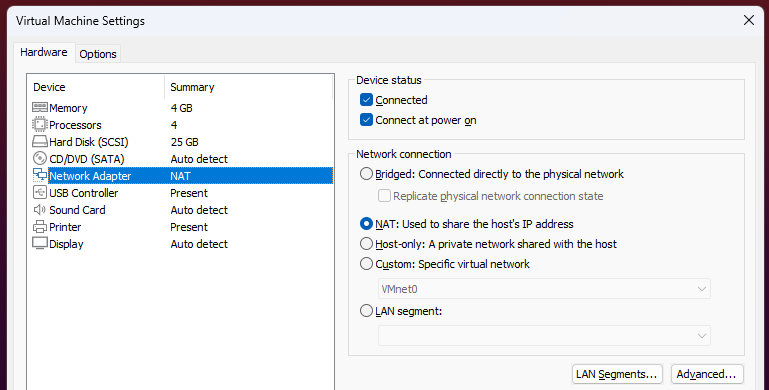 Virtual Machine Settings
Hardware
Options
Device Summary
Memory 4 GB
Processors 4
Hard Disk (SCSI) 25 GB
CD/DVD (SATA) Auto detect
Network Adapter NAT
USB Controller Present
Sound Card Auto detect
Printer Present
Display Auto detect
Device status
Connected
Connect at power on
Network connection
Bridged: Connected directly to the physical network
Replicate physical network connection state
NAT: Used to share the host's IP address
Host-only: A private network shared with the host
Custom: Specific virtual network
VMnet0
LAN segment:
LAN Segments...
Advanced...